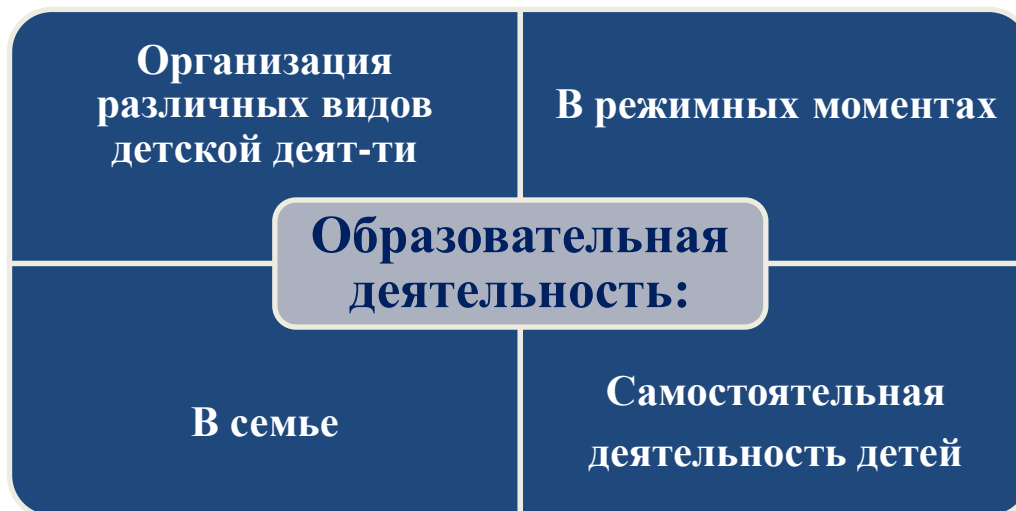 Организация
различных видов
детской деят-ти
В режимных моментах
Образовательная
деятельность:
В семье
Самостоятельная
деятельность детей